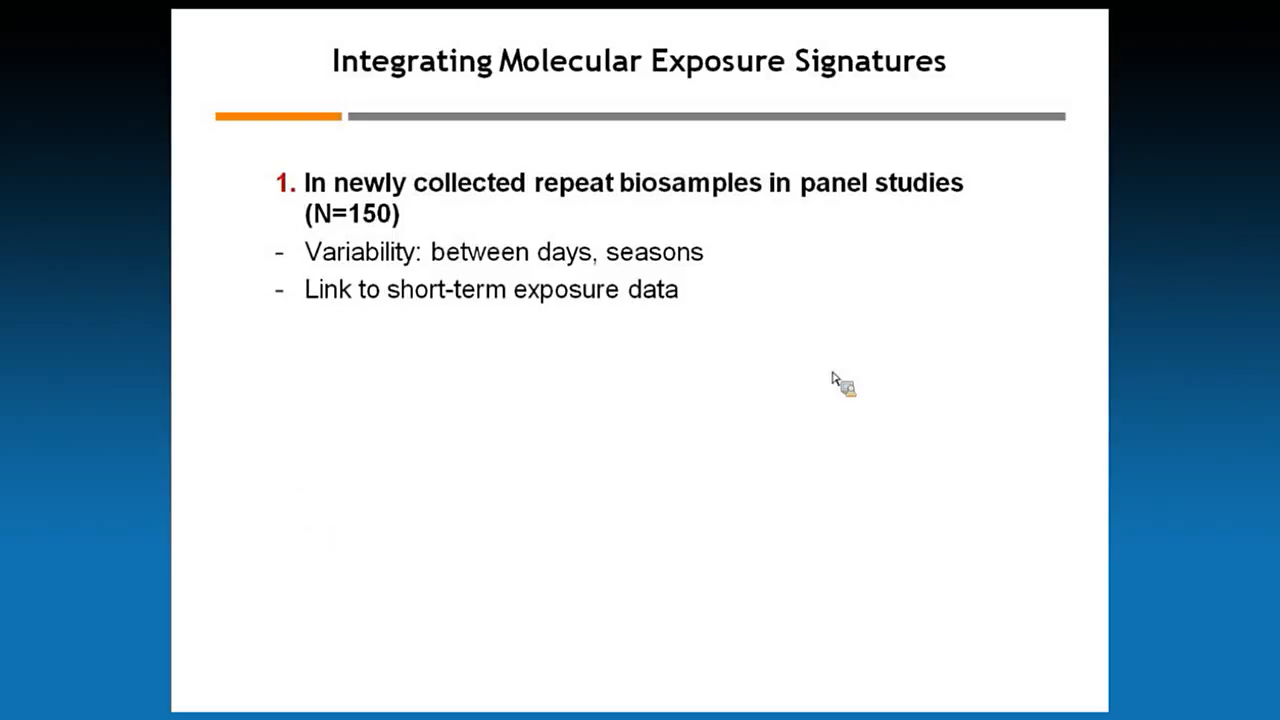 Integrating Molecular Exposure Signatures
1. In newly collected repeat biosamples in panel studies
(N=150)
- Variability: between days, seasons
- Link to short-term exposure data